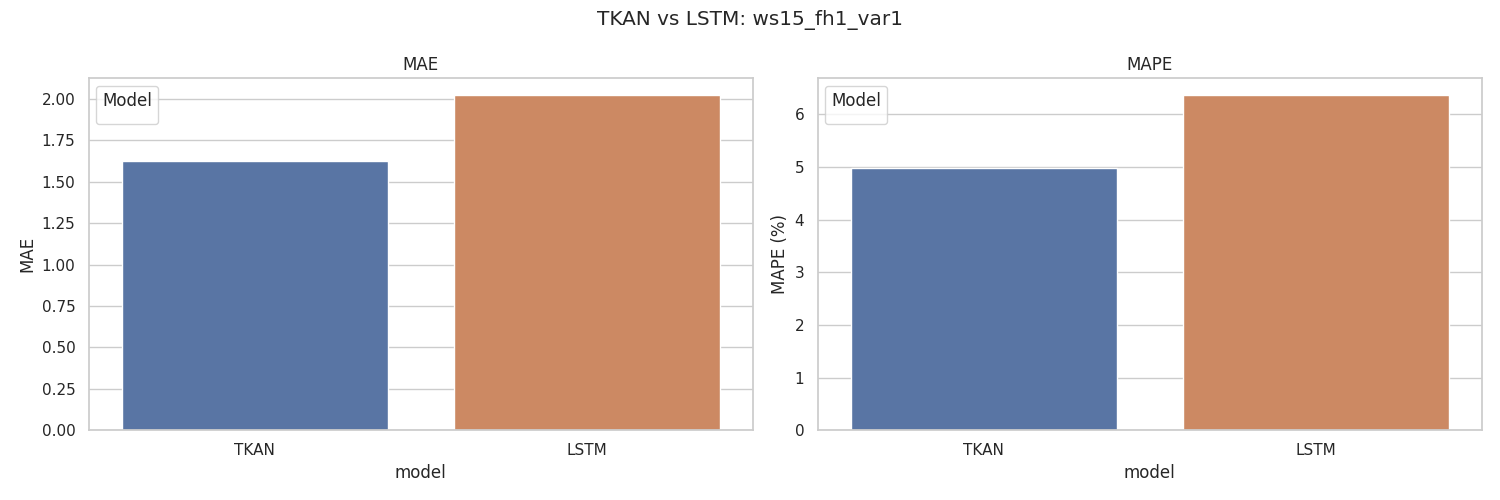 TKAN vs LSTM: ws15_fh1_var1
MAE
Model
2.00
1.75
1.50
1.25
1.00
0.75
0.50
0.25
0.00
MAE
TKAN
LSTM
model
MAPE
Model
6
5
4
3
2
1
0
MAPE (%)
TKAN
LSTM
model